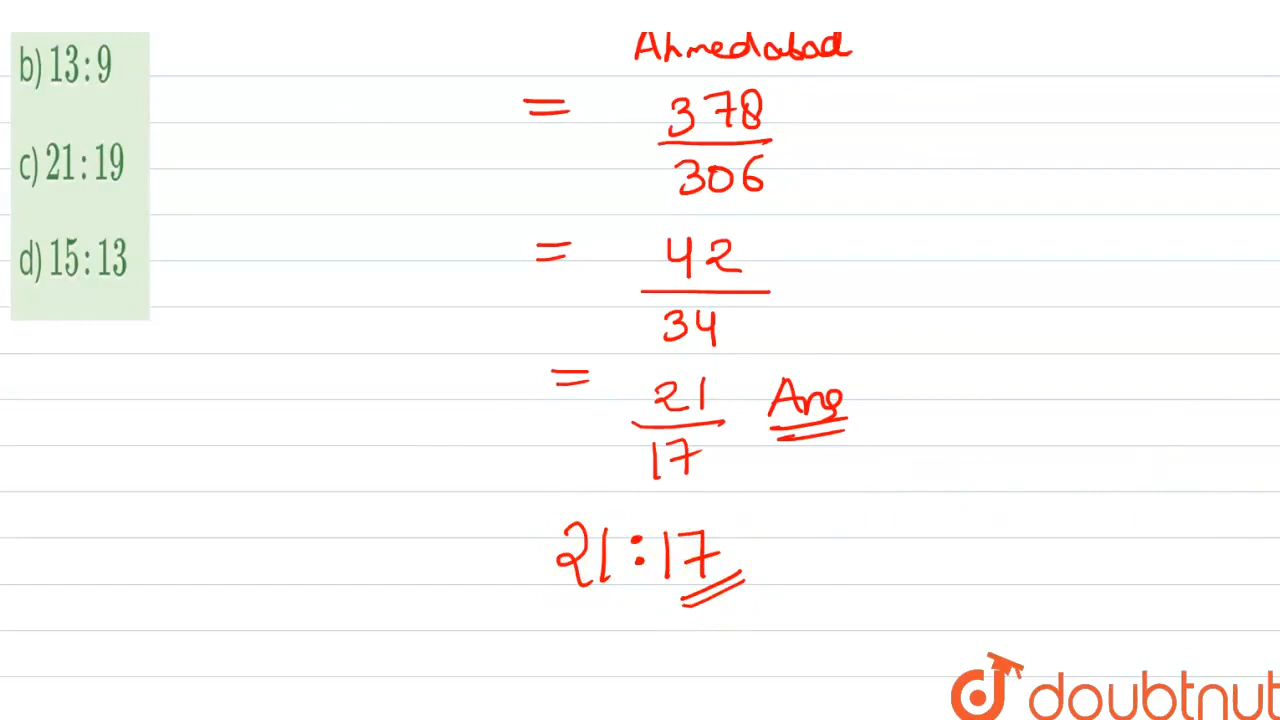 b) 13:9
c) 21:19
d) 15:13
Ahmedabad
= 378
306
= 42
34
= 21 Ans
17
21:17
doubtnut